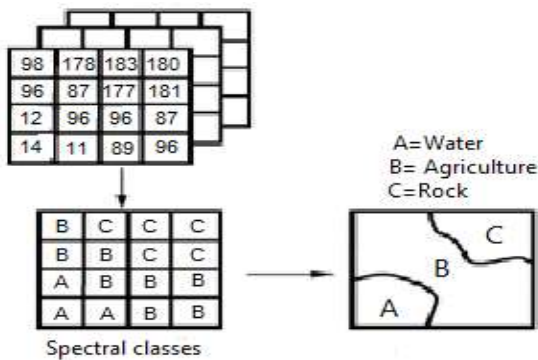 98 178 183 180
96 87 177 181
12 96 96 87
14 11 89 96
A=Water
B= Agriculture
C=Rock
B C C C
B B C C
A B B B
A A B B
C
B
A
Spectral classes